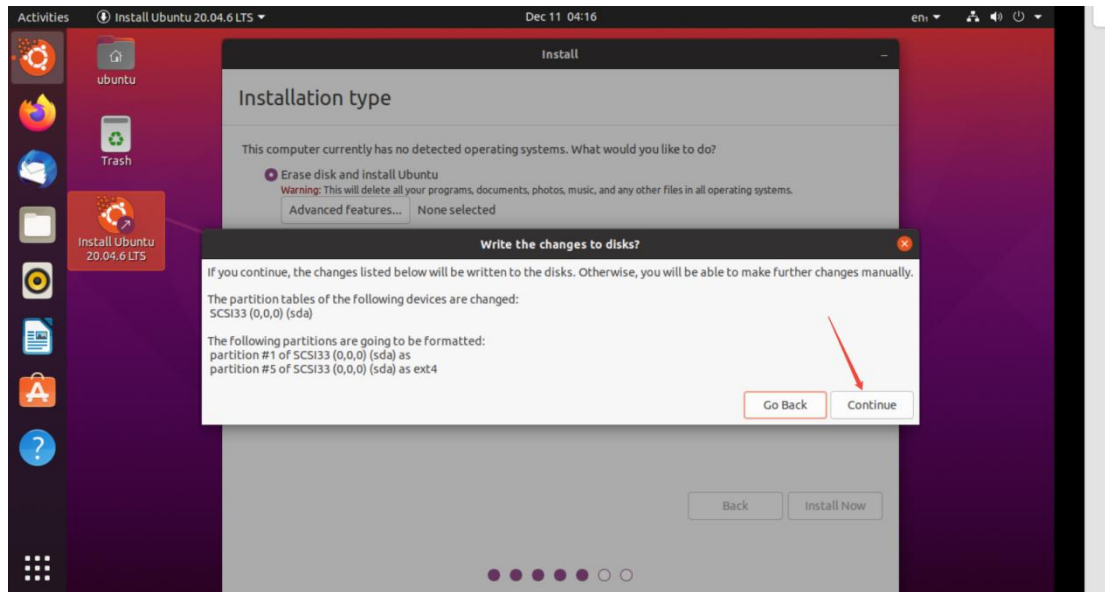 Activities
Install Ubuntu 20.04.6 LTS
Dec 11 04:16
en₁
ubuntu
Trash
Install Ubuntu
20.04.6 LTS
Install
Installation type
This computer currently has no detected operating systems. What would you like to do?
Erase disk and install Ubuntu
Warning: This will delete all your programs, documents, photos, music, and any other files in all operating systems.
Advanced features...
None selected
Write the changes to disks?
If you continue, the changes listed below will be written to the disks. Otherwise, you will be able to make further changes manually.
The partition tables of the following devices are changed:
SCSI33 (0,0,0) (sda)
The following partitions are going to be formatted:
partition #1 of SCSI33 (0,0,0) (sda) as
partition #5 of SCSI33 (0,0,0) (sda) as ext4
Go Back
Continue
Back
Install Now